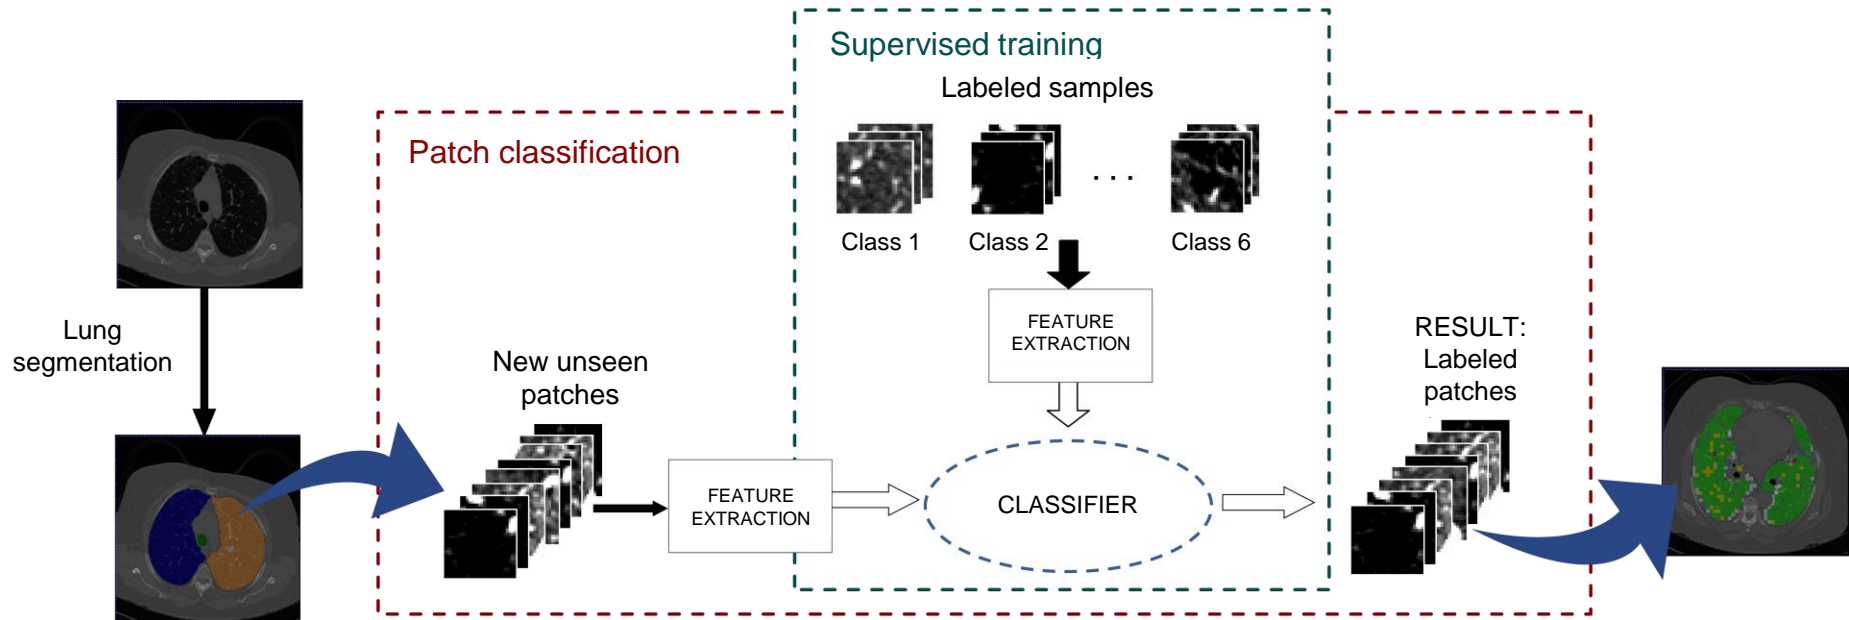 Supervised training
Labeled samples
Patch classification
Class 1
Class 2
. . .
Class 6
Lung
segmentation
FEATURE
EXTRACTION
RESULT:
Labeled
patches
New unseen
patches
FEATURE
EXTRACTION
CLASSIFIER